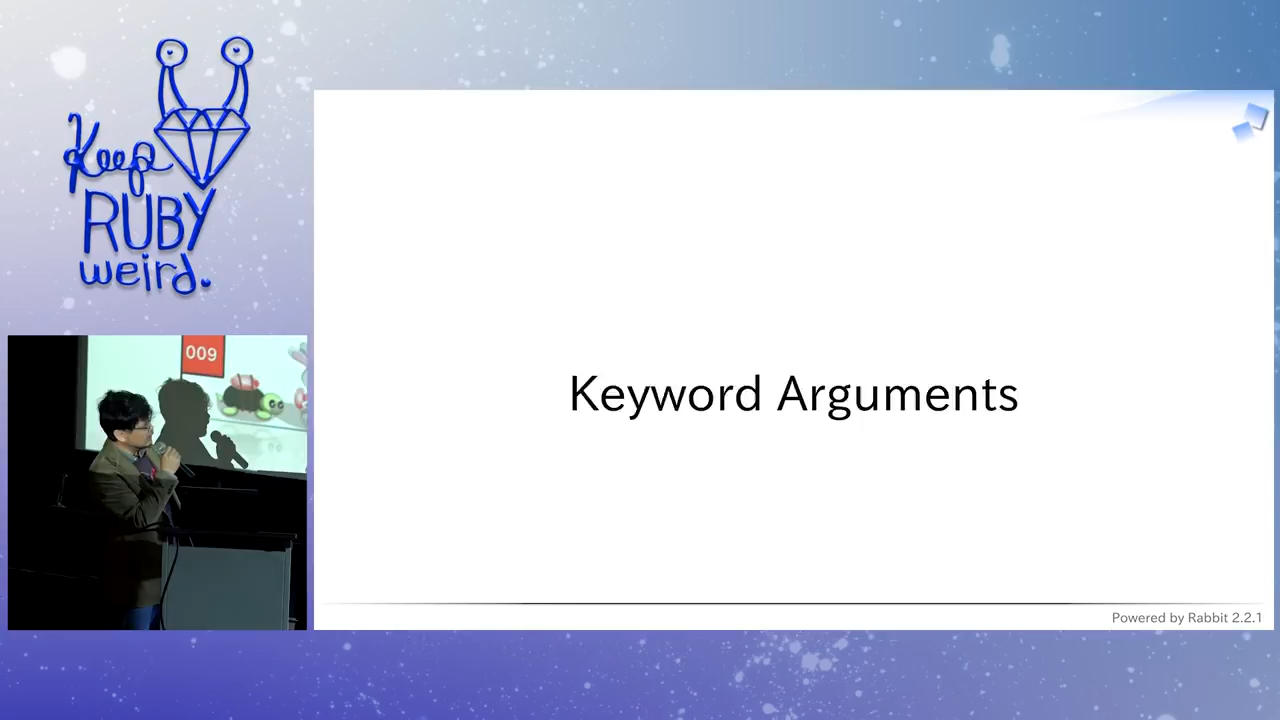 Keep
RUBY
weird.
009
Keyword Arguments
Powered by Rabbit 2.2.1